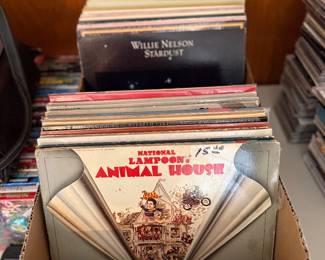 WILLIE NELSON
STARDUST
15.00
NATIONAL
LAMPOON
ANIMAL HOUSE